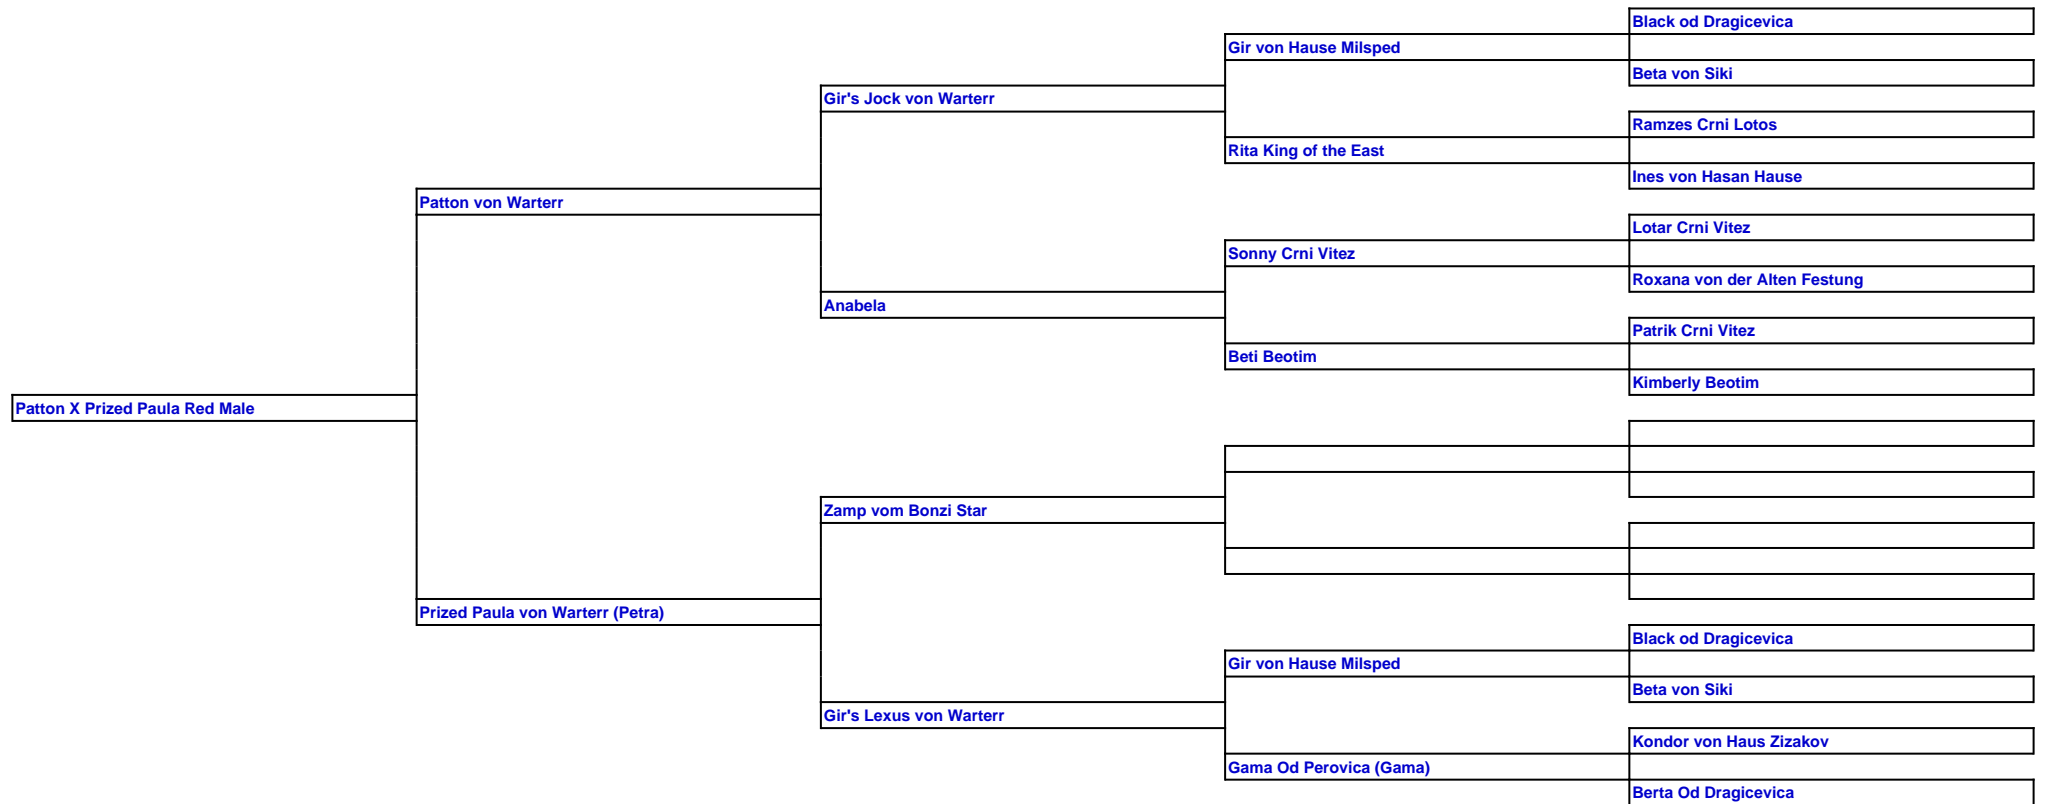 Black od Dragicevica
Gir von Hause Milsped
Beta von Siki
Gir's Jock von Warterr
Ramzes Crni Lotos
Rita King of the East
Ines von Hasan Hause
Patton von Warterr
Lotar Crni Vitez
Sonny Crni Vitez
Roxana von der Alten Festung
Anabela
Patrik Crni Vitez
Beti Beotim
Kimberly Beotim
Patton X Prized Paula Red Male
Zamp vom Bonzi Star
Prized Paula von Warterr (Petra)
Black od Dragicevica
Gir von Hause Milsped
Beta von Siki
Gir's Lexus von Warterr
Kondor von Haus Zizakov
Gama Od Perovica (Gama)
Berta Od Dragicevica